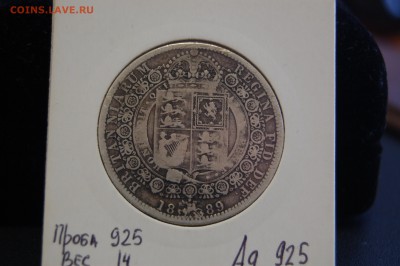 COINS.LAVE.RU
BRITANNIARUM REGINA FID: DEF:
1889
Проба 925
Вес 14
Ag 925